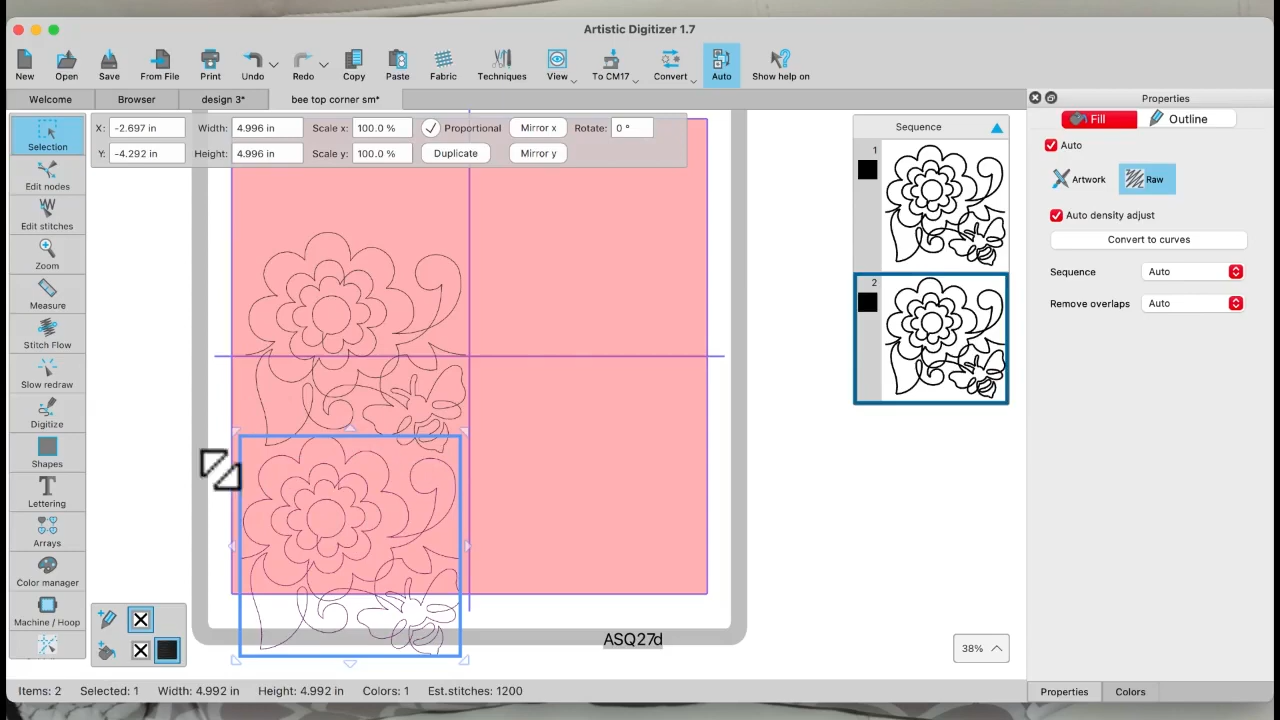 Artistic Digitizer 1.7
New Open Save From File Print Undo Redo Copy Paste Fabric Techniques View To CM17 Convert Auto Show help on
Welcome Browser design 3* bee top corner sm*
Properties
X: -2.697 in Width: 4.996 in Scale x: 100.0 % Proportional Mirror x Rotate: 0 °
Y: -4.292 in Height: 4.996 in Scale y: 100.0 % Duplicate Mirror y
Selection
Edit nodes
Edit stitches
Zoom
Measure
Stitch Flow
Slow redraw
Digitize
Shapes
Lettering
Arrays
Color manager
Machine / Hoop
ASQ27d
38%
Sequence
1
2
Fill Outline
Auto
Artwork Raw
Auto density adjust
Convert to curves
Sequence Auto
Remove overlaps Auto
Items: 2 Selected: 1 Width: 4.992 in Height: 4.992 in Colors: 1 Est.stitches: 1200
Properties Colors